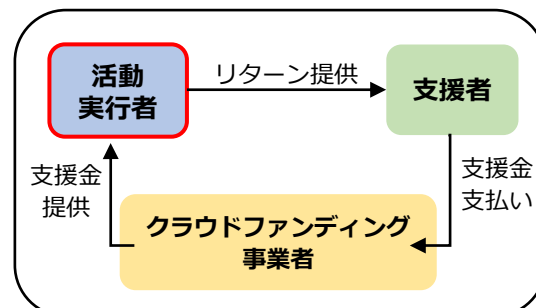 活動
実行者
リターン提供
支援者
支援金
提供
支援金
支払い
クラウドファンディング
事業者